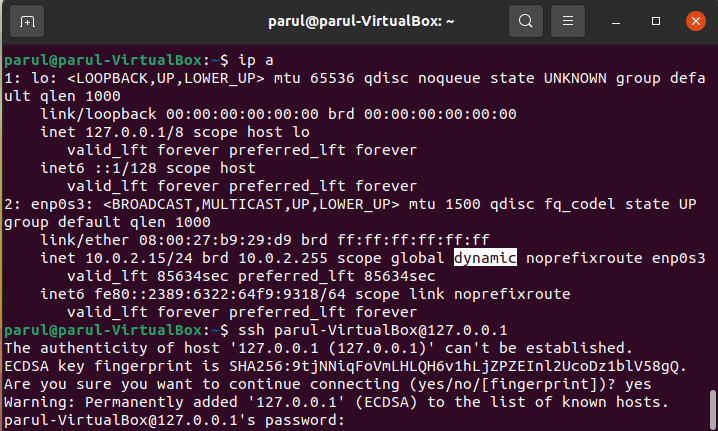 parul@parul-VirtualBox: ~
parul@parul-VirtualBox:~$ ip a
1: lo: <LOOPBACK,UP,LOWER_UP> mtu 65536 qdisc noqueue state UNKNOWN group defa
ult qlen 1000
    link/loopback 00:00:00:00:00:00 brd 00:00:00:00:00:00
    inet 127.0.0.1/8 scope host lo
       valid_lft forever preferred_lft forever
    inet6 ::1/128 scope host
       valid_lft forever preferred_lft forever
2: enp0s3: <BROADCAST,MULTICAST,UP,LOWER_UP> mtu 1500 qdisc fq_codel state UP
group default qlen 1000
    link/ether 08:00:27:b9:29:d9 brd ff:ff:ff:ff:ff:ff
    inet 10.0.2.15/24 brd 10.0.2.255 scope global dynamic noprefixroute enp0s3
       valid_lft 85634sec preferred_lft 85634sec
    inet6 fe80::2389:6322:64f9:9318/64 scope link noprefixroute
       valid_lft forever preferred_lft forever
parul@parul-VirtualBox:~$ ssh parul-VirtualBox@127.0.0.1
The authenticity of host '127.0.0.1 (127.0.0.1)' can't be established.
ECDSA key fingerprint is SHA256:9tjNNiqFoVmLHLQH6v1hLjZPZEInl2UcoDz1blV58gQ.
Are you sure you want to continue connecting (yes/no/[fingerprint])? yes
Warning: Permanently added '127.0.0.1' (ECDSA) to the list of known hosts.
parul-VirtualBox@127.0.0.1's password: